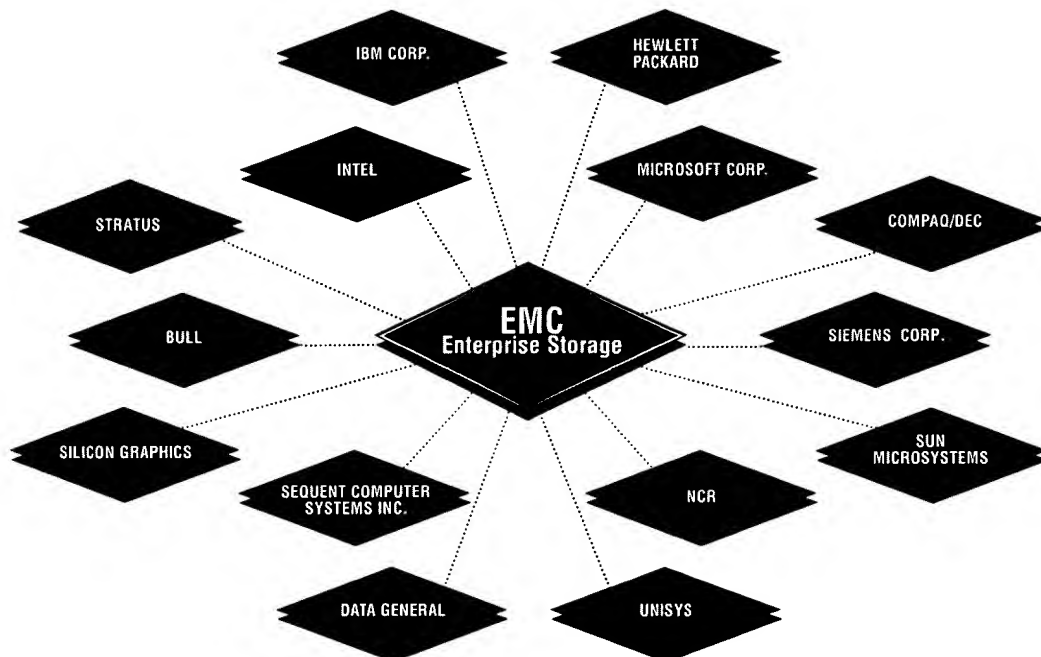 IBM CORP.
HEWLETT
PACKARD
INTEL
MICROSOFT CORP.
STRATUS
COMPAQ/DEC
EMC
Enterprise Storage
BULL
SIEMENS CORP.
SILICON GRAPHICS
SUN
MICROSYSTEMS
SEQUENT COMPUTER
SYSTEMS INC.
NCR
DATA GENERAL
UNISYS